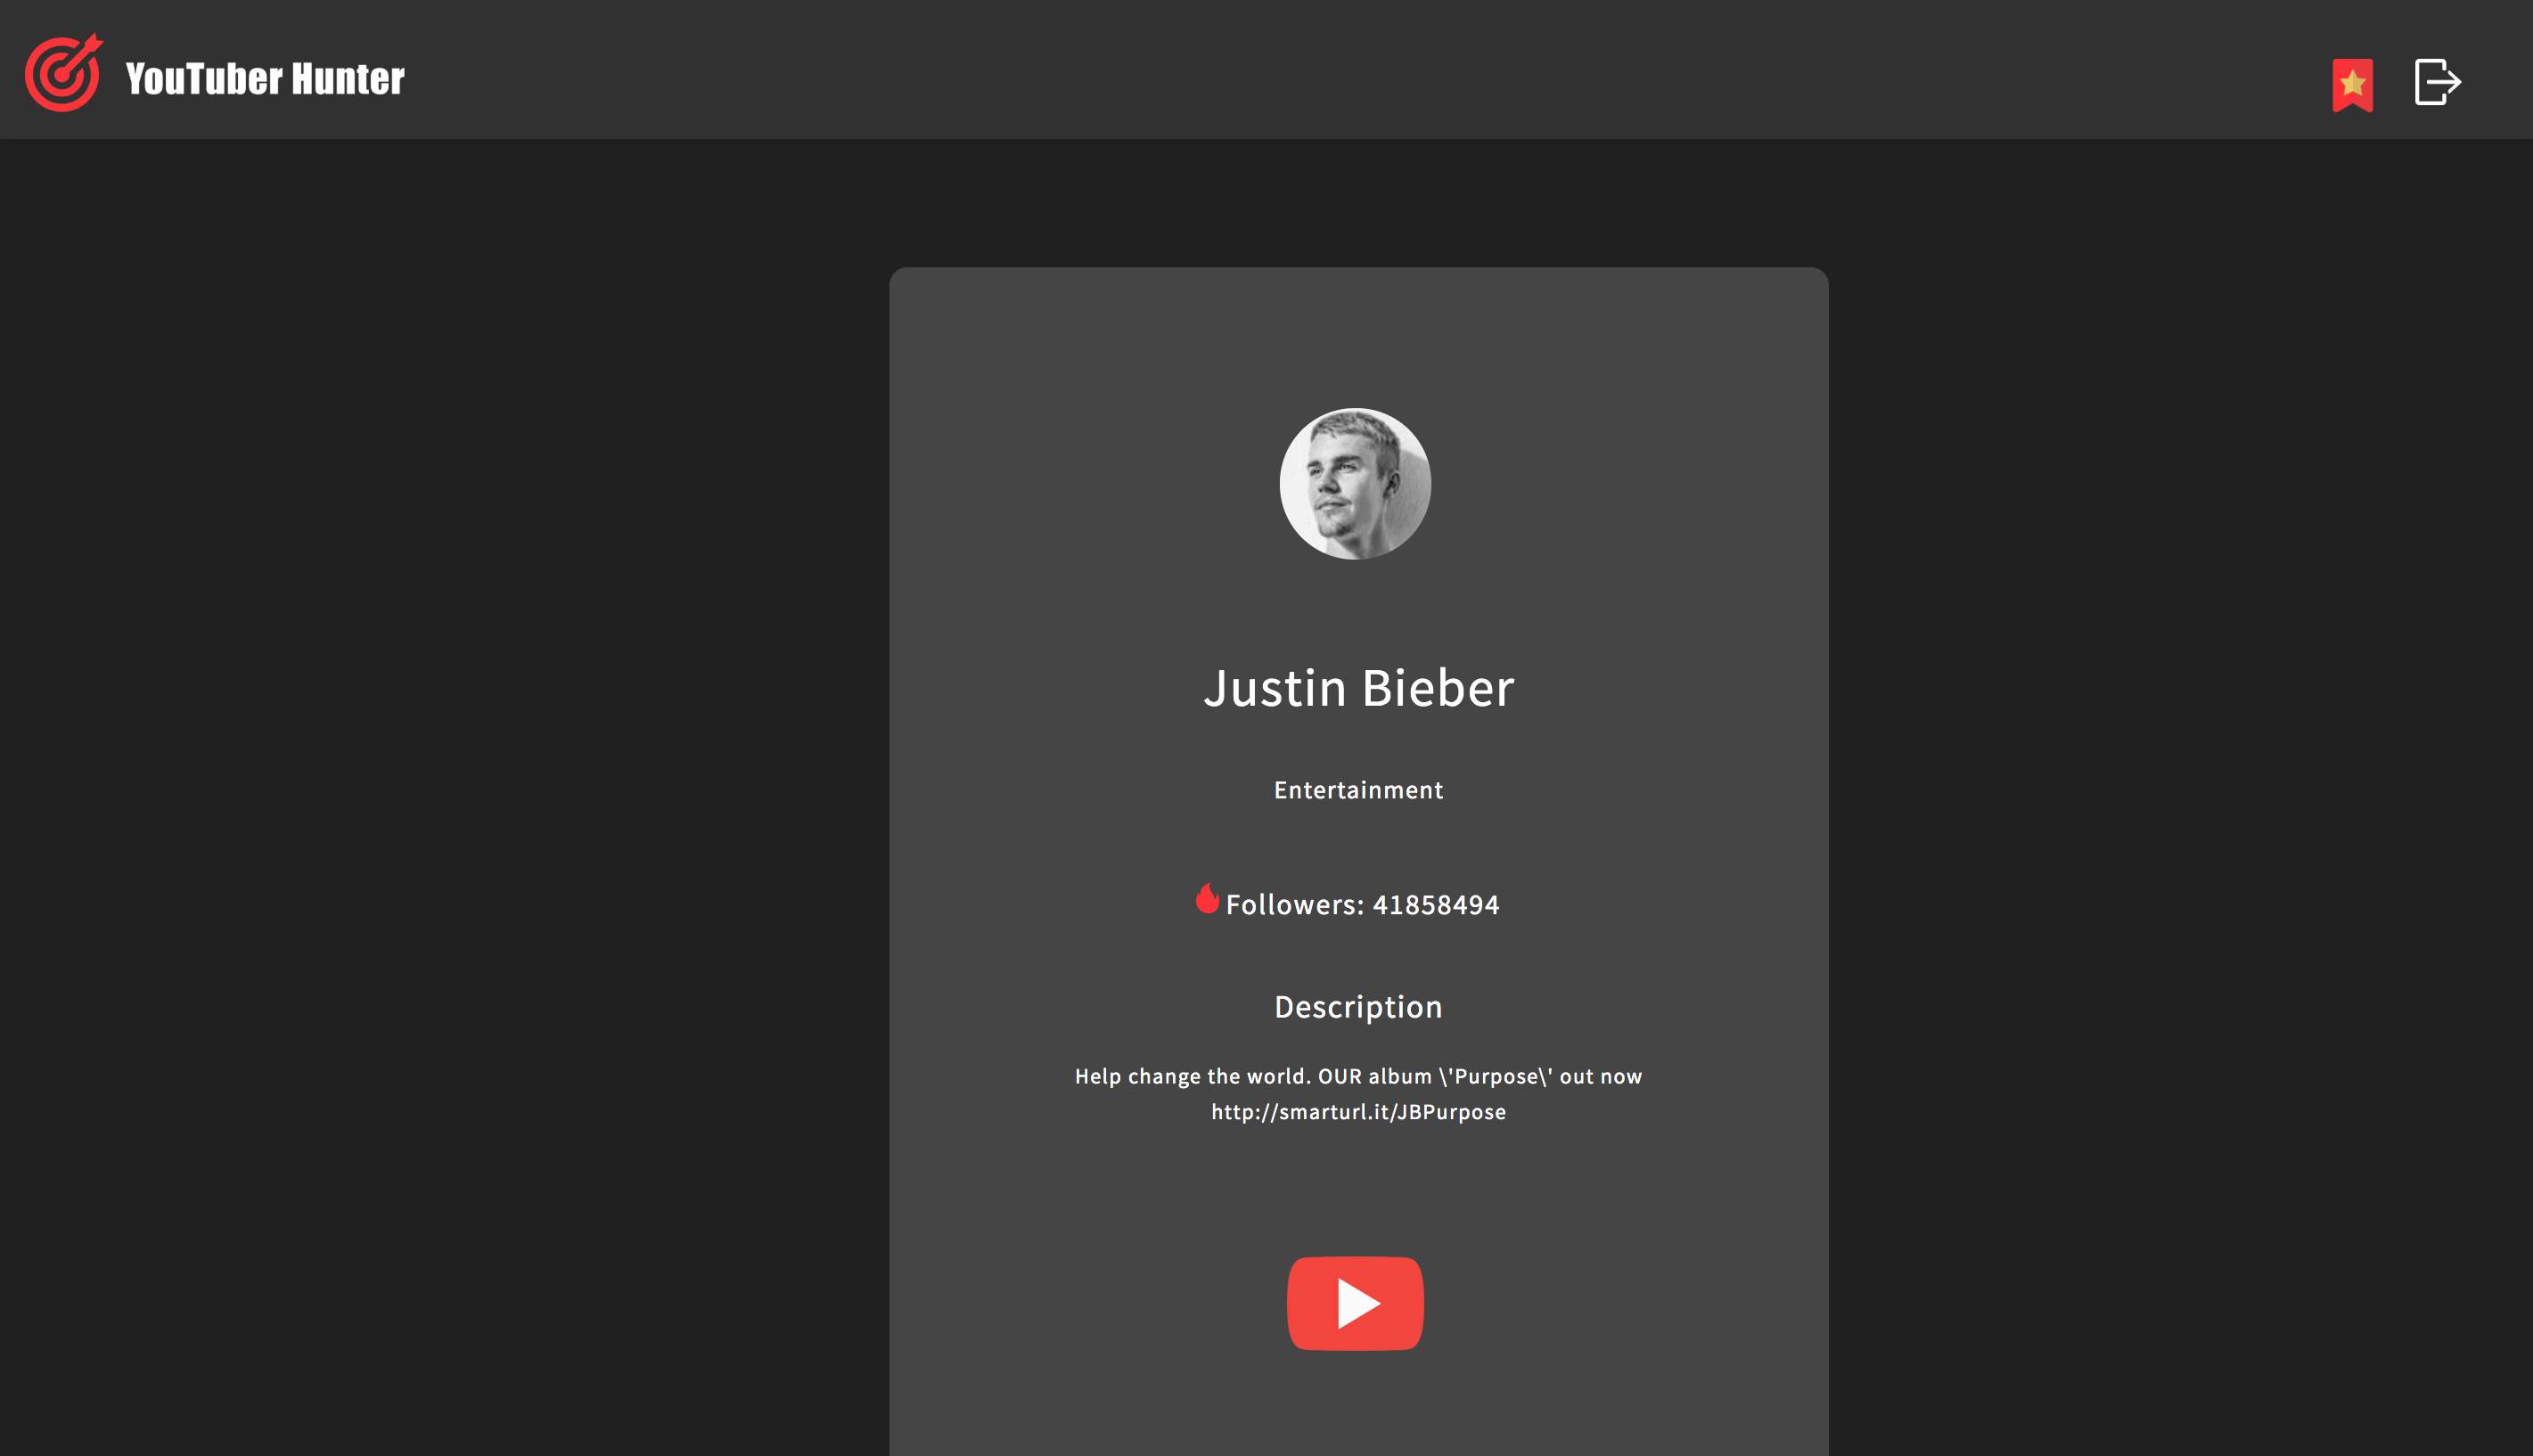 YouTuber Hunter
Justin Bieber
Entertainment
Followers: 41858494
Description
Help change the world. OUR album \'Purpose\' out now
http://smarturl.it/JBPurpose